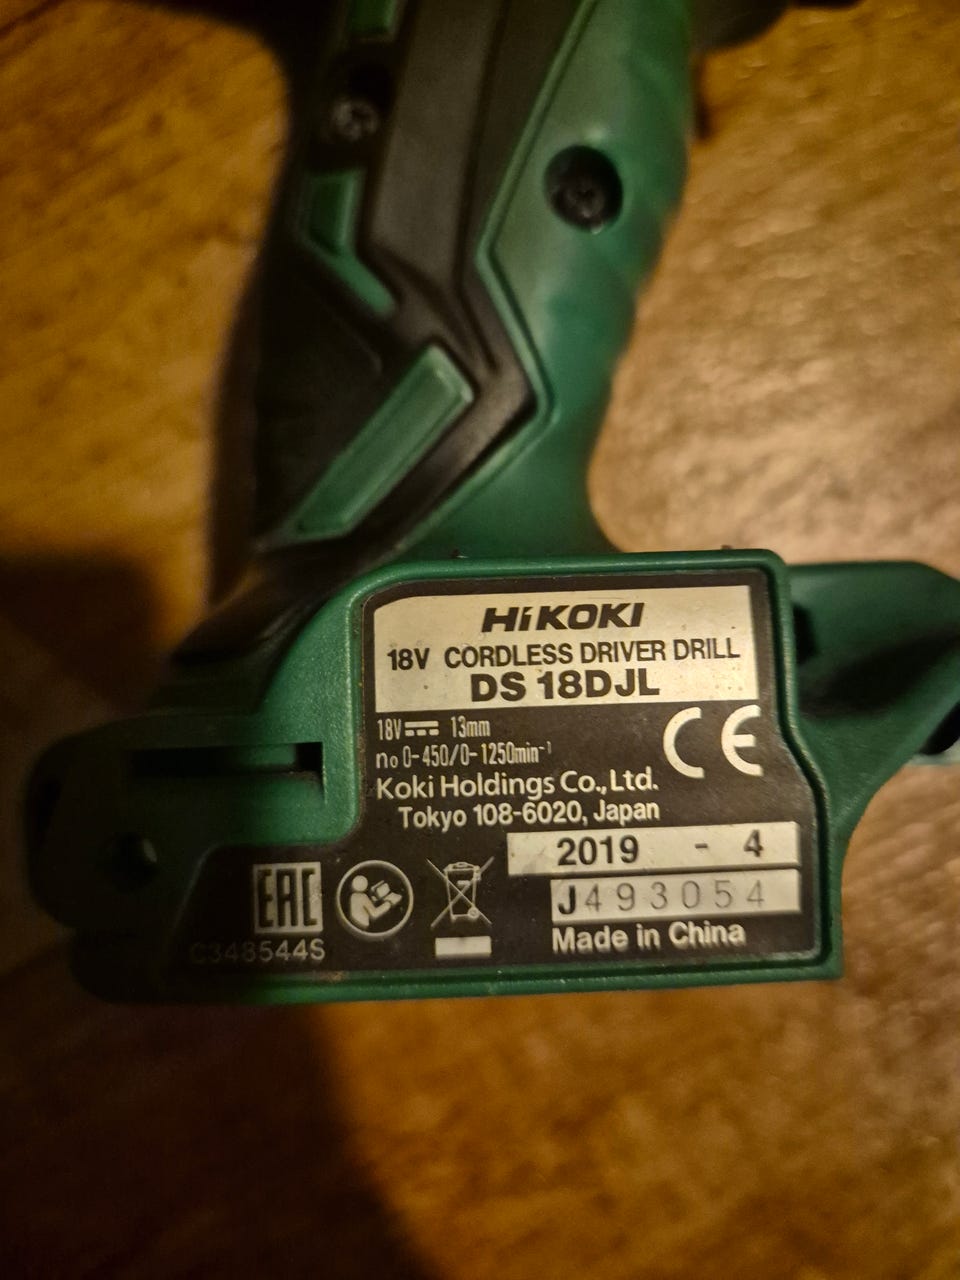 HiKOKI
18V CORDLESS DRIVER DRILL
DS 18DJL
18V⎓ 13mm
n₀ 0-450/0-1250min⁻¹
Koki Holdings Co., Ltd.
Tokyo 108-6020, Japan
CE
2019 - 4
J493054
Made in China
EAC
C348544S